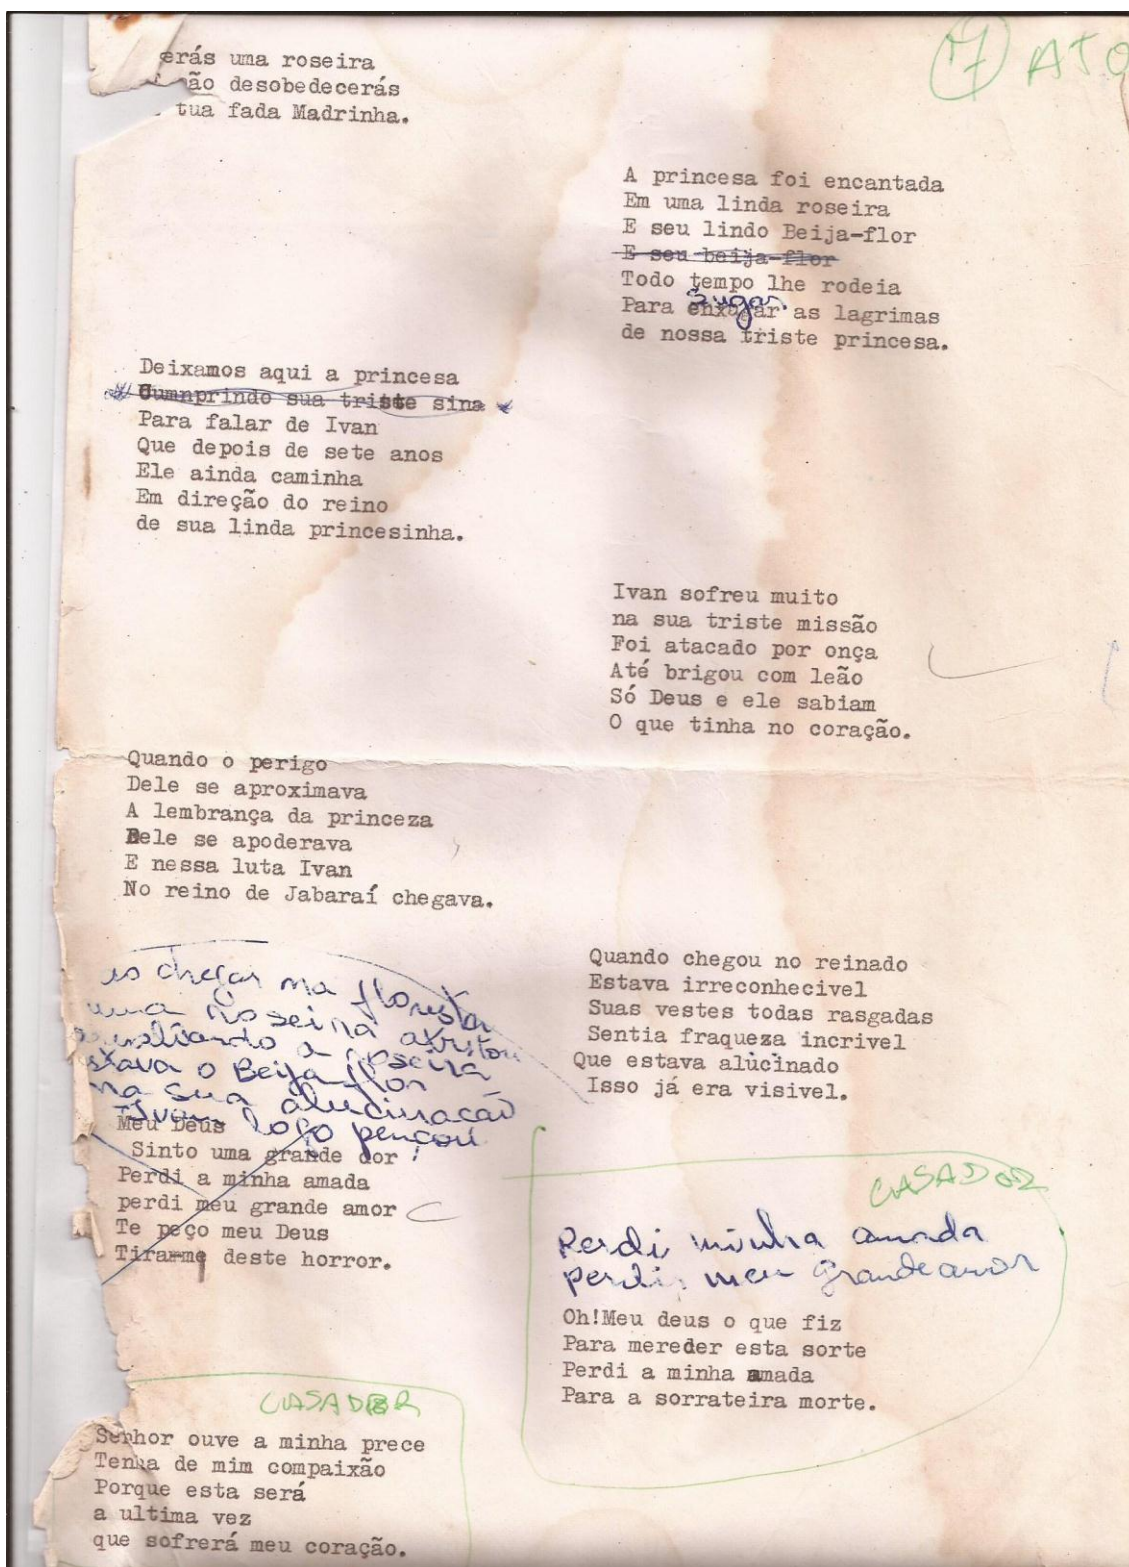 erás uma roseira
ão desobedecerás
tua fada Madrinha.
7 ATO
A princesa foi encantada
Em uma linda roseira
E seu lindo Beija-flor
E seu beija-flor
Todo tempo lhe rodeia
sugar
Para enxugar as lagrimas
de nossa triste princesa.
Deixamos aqui a princesa
Cumnprindo sua triste sina
Para falar de Ivan
Que depois de sete anos
Ele ainda caminha
Em direção do reino
de sua linda princesinha.
Ivan sofreu muito
na sua triste missão
Foi atacado por onça
Até brigou com leão
Só Deus e ele sabiam
O que tinha no coração.
Quando o perigo
Dele se aproximava
A lembrança da princeza
Dele se apoderava
E nessa luta Ivan
No reino de Jabaraí chegava.
Quando chegou no reinado
Estava irreconhecivel
Suas vestes todas rasgadas
Sentia fraqueza incrivel
Que estava alucinado
Isso já era visivel.
chegar na floresta
uma Roseira avistou
a roseira
estava o Beija flor
na sua alucinação
Ivan logo pençou
Meu Deus
Sinto uma grande dor
Perdi a minha amada
perdi meu grande amor
Te peço meu Deus
Tirar-me deste horror.
CASADOR
Perdi minha amada
perdi meu grande amor
Oh!Meu deus o que fiz
Para mereder esta sorte
Perdi a minha amada
Para a sorrateira morte.
CASADOR
Senhor ouve a minha prece
Tenha de mim compaixão
Porque esta será
a ultima vez
que sofrerá meu coração.